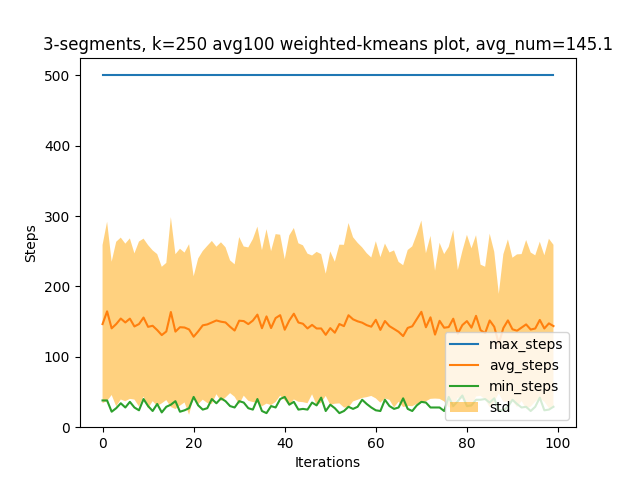 3-segments, k=250 avg100 weighted-kmeans plot, avg_num=145.1
500
400
300
200
100
0
Steps
max_steps
avg_steps
min_steps
std
0 20 40 60 80 100
Iterations